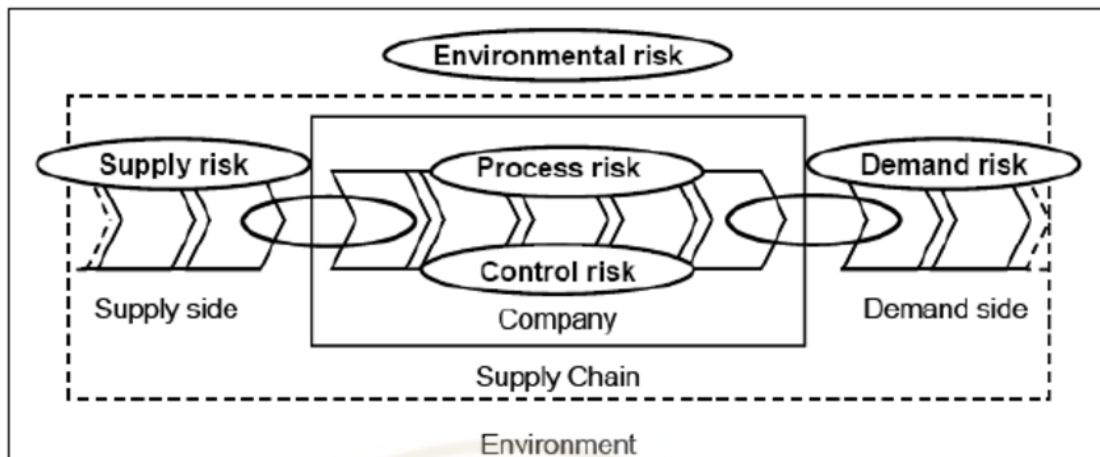 Environmental risk
Supply risk
Process risk
Demand risk
Control risk
Supply side
Company
Demand side
Supply Chain
Environment